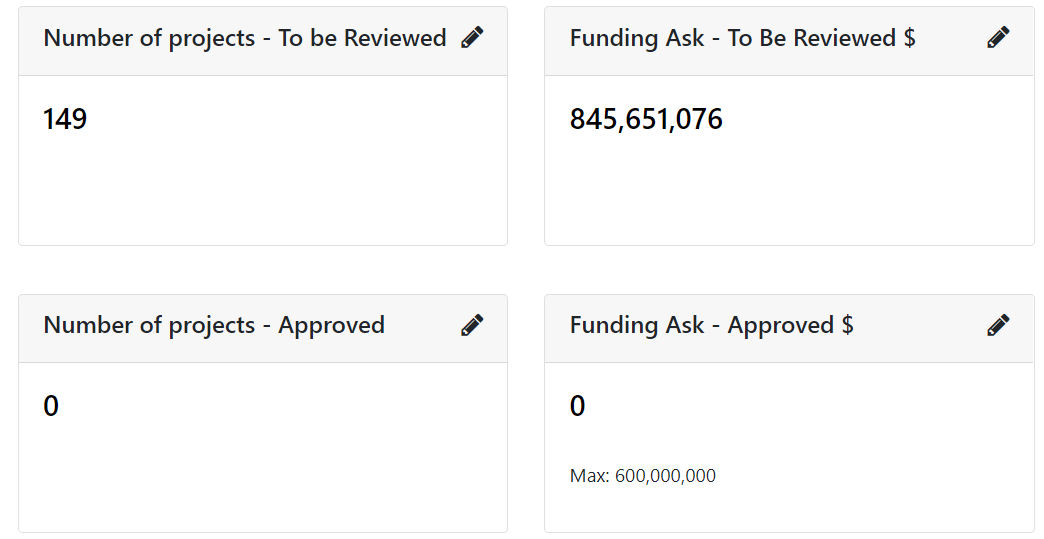 Number of projects - To be Reviewed
Funding Ask - To Be Reviewed $
149
845,651,076
Number of projects - Approved
Funding Ask - Approved $
0
0
Max: 600,000,000